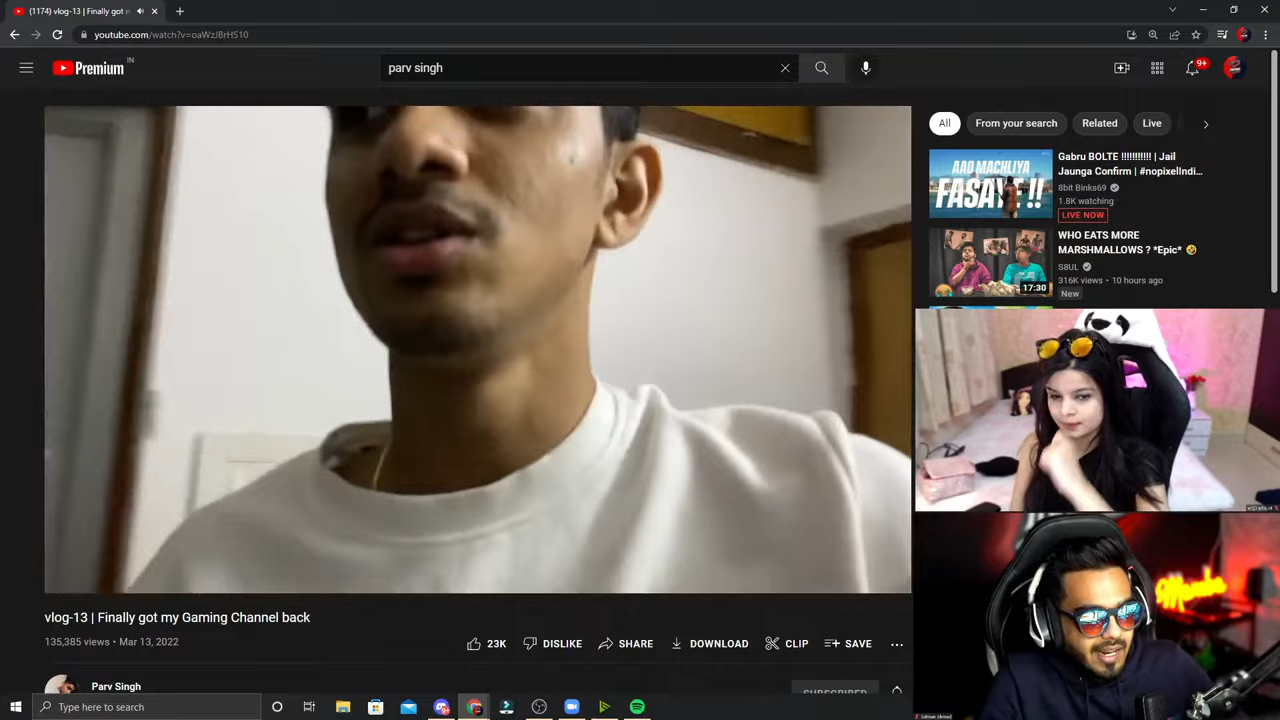 (1174) vlog-13 | Finally got m
youtube.com/watch?v=oaWzJBrHS10
Premium IN
parv singh
9+
All
From your search
Related
Live
AAO MACHLIYA
FASAYE !!
Gabru BOLTE !!!!!!!!!!! | Jail
Jaunga Confirm | #nopixelIndi...
8bit Binks69
1.8K watching
LIVE NOW
17:30
WHO EATS MORE
MARSHMALLOWS ? *Epic* 🤣
S8UL
316K views • 10 hours ago
New
Mamba
vlog-13 | Finally got my Gaming Channel back
135,385 views • Mar 13, 2022
23K
DISLIKE
SHARE
DOWNLOAD
CLIP
SAVE
Parv Singh
SUBSCRIBED
Type here to search
Salman Ahmad